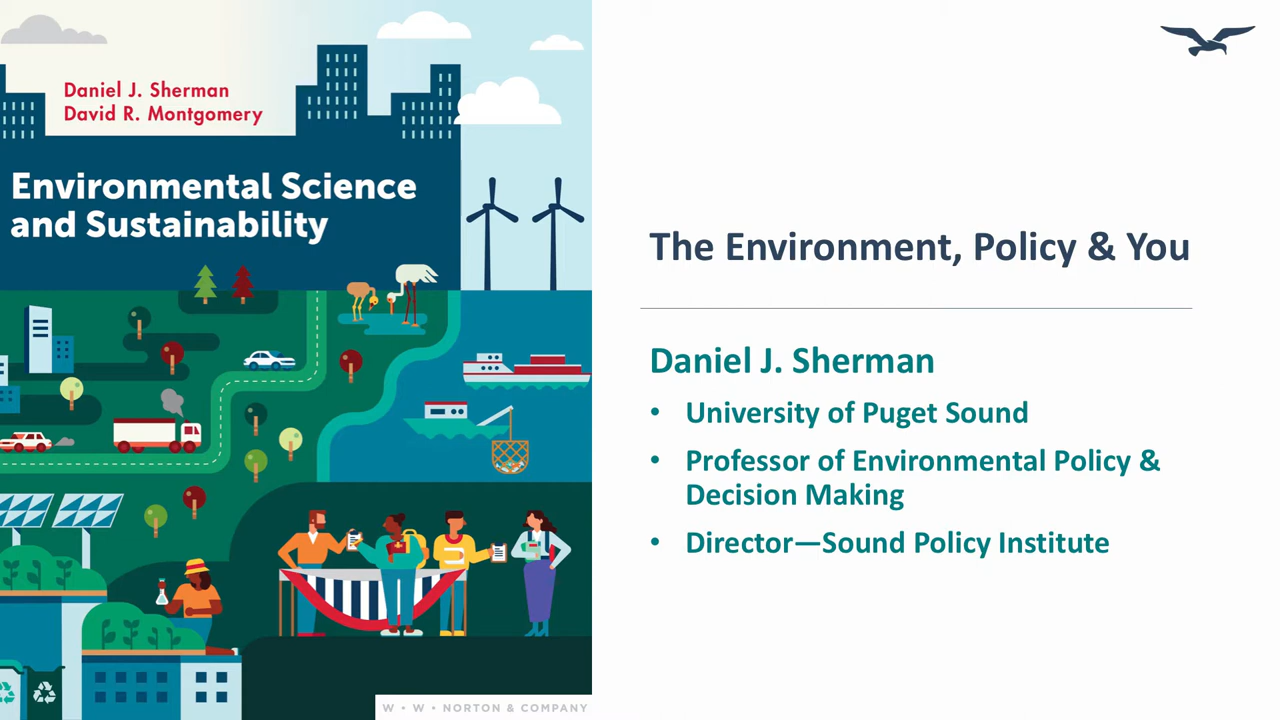 Daniel J. Sherman
David R. Montgomery
Environmental Science
and Sustainability
W • W • NORTON & COMPANY
The Environment, Policy & You
Daniel J. Sherman
• University of Puget Sound
• Professor of Environmental Policy &
Decision Making
• Director—Sound Policy Institute